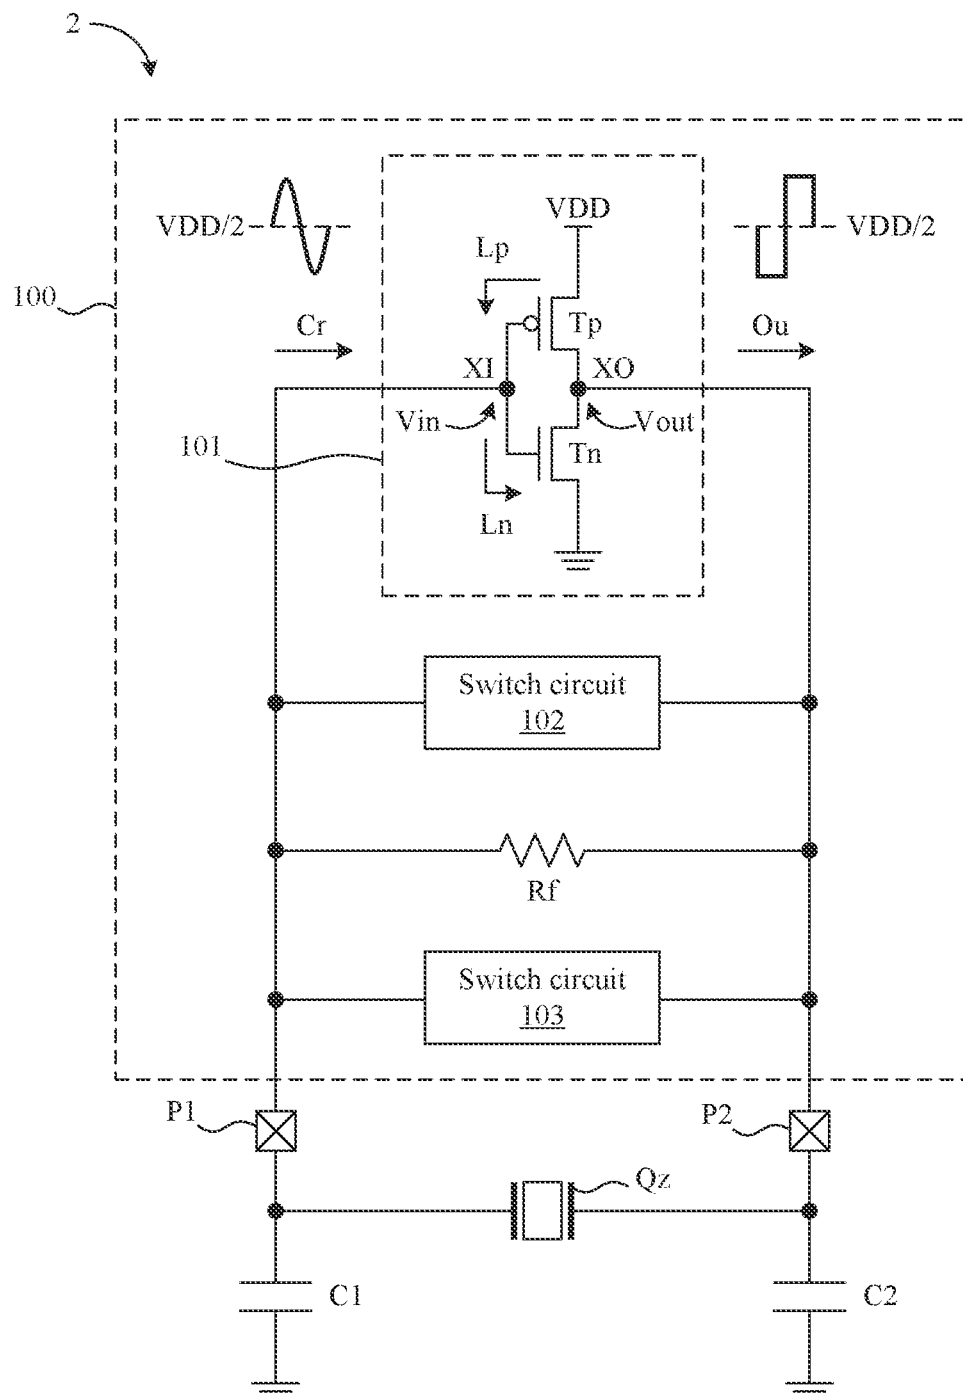 2
VDD/2
VDD
VDD/2
Lp
100
Cr
Tp
Ou
XI
XO
Vin
Vout
101
Tn
Ln
Switch circuit
102
Rf
Switch circuit
103
P1
P2
Qz
C1
C2